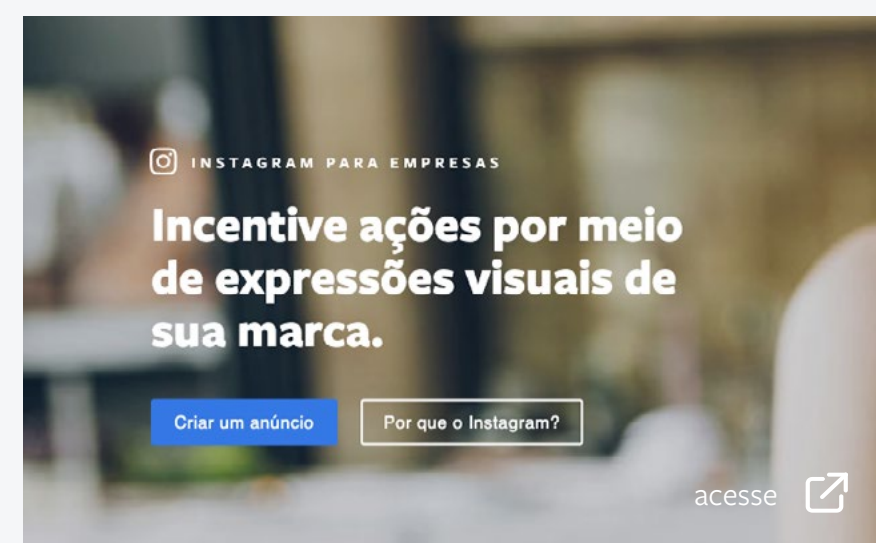 INSTAGRAM PARA EMPRESAS
Incentive ações por meio
de expressões visuais de
sua marca.
Criar um anúncio
Por que o Instagram?
acesse